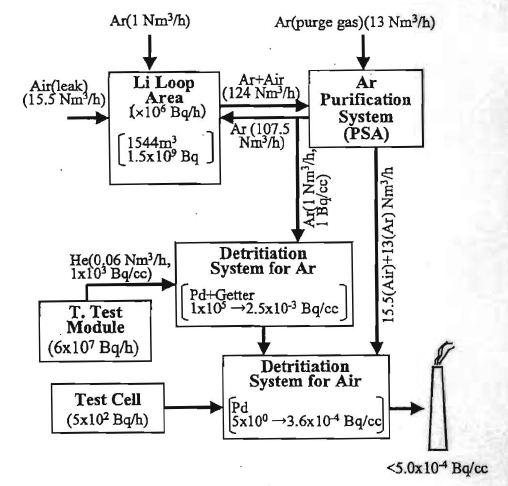 Ar(1 Nm³/h)
Ar(purge gas)(13 Nm³/h)
Air(leak)
(15.5 Nm³/h)
Li Loop
Area
(×10⁶ Bq/h)
1544m³
1.5x10⁹ Bq
Ar+Air
(124 Nm³/h)
Ar (107.5
Nm³/h)
Ar
Purification
System
(PSA)
Ar(1 Nm³/h,
1 Bq/cc)
15.5(Air)+13(Ar) Nm³/h
He(0.06 Nm³/h,
1x10³ Bq/cc)
Detritiation
System for Ar
Pd+Getter
1x10⁵ →2.5x10⁻³ Bq/cc
T. Test
Module
(6x10⁷ Bq/h)
Detritiation
System for Air
Pd
5x10⁰ →3.6x10⁻⁴ Bq/cc
Test Cell
(5x10² Bq/h)
<5.0x10⁻⁴ Bq/cc